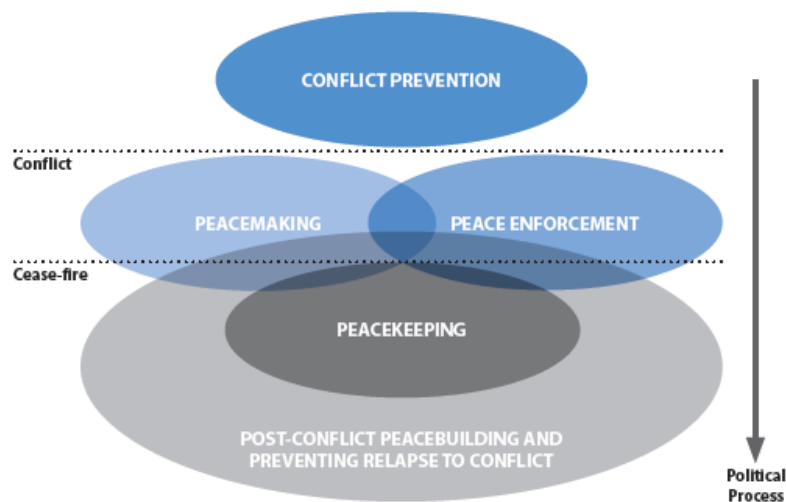 CONFLICT PREVENTION
Conflict
PEACEMAKING
PEACE ENFORCEMENT
Cease-fire
PEACEKEEPING
POST-CONFLICT PEACEBUILDING AND
PREVENTING RELAPSE TO CONFLICT
Political
Process